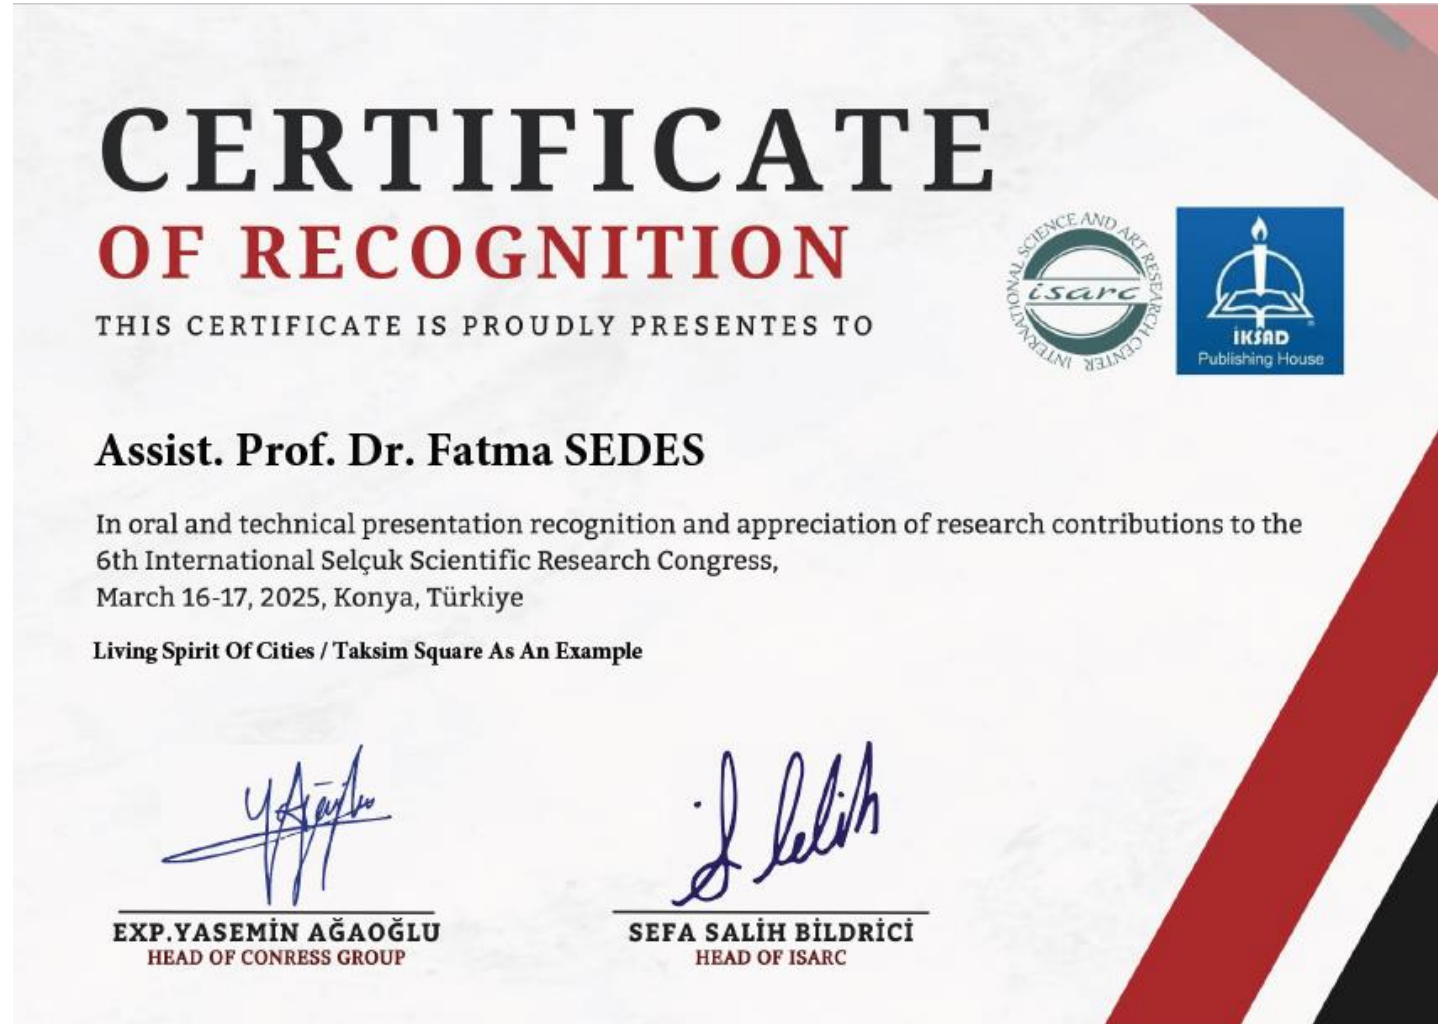 CERTIFICATE
OF RECOGNITION
THIS CERTIFICATE IS PROUDLY PRESENTES TO
INTERNATIONAL SCIENCE AND ART RESEARCH CENTER
isarc
İKSAD
Publishing House
Assist. Prof. Dr. Fatma SEDES
In oral and technical presentation recognition and appreciation of research contributions to the
6th International Selçuk Scientific Research Congress,
March 16-17, 2025, Konya, Türkiye
Living Spirit Of Cities / Taksim Square As An Example
EXP.YASEMİN AĞAOĞLU
HEAD OF CONRESS GROUP
SEFA SALİH BİLDRİCİ
HEAD OF ISARC